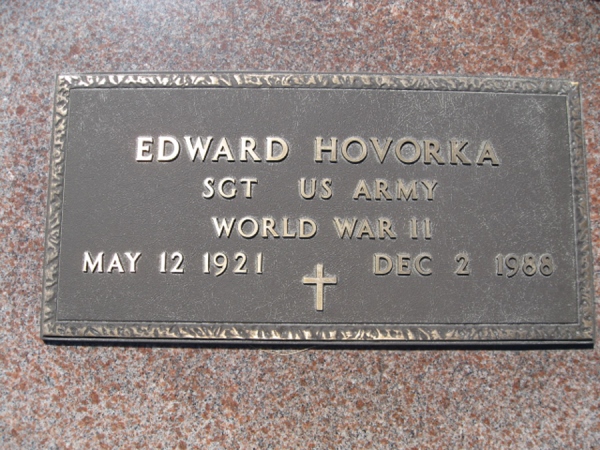 EDWARD HOVORKA
SGT US ARMY
WORLD WAR II
MAY 12 1921 DEC 2 1988